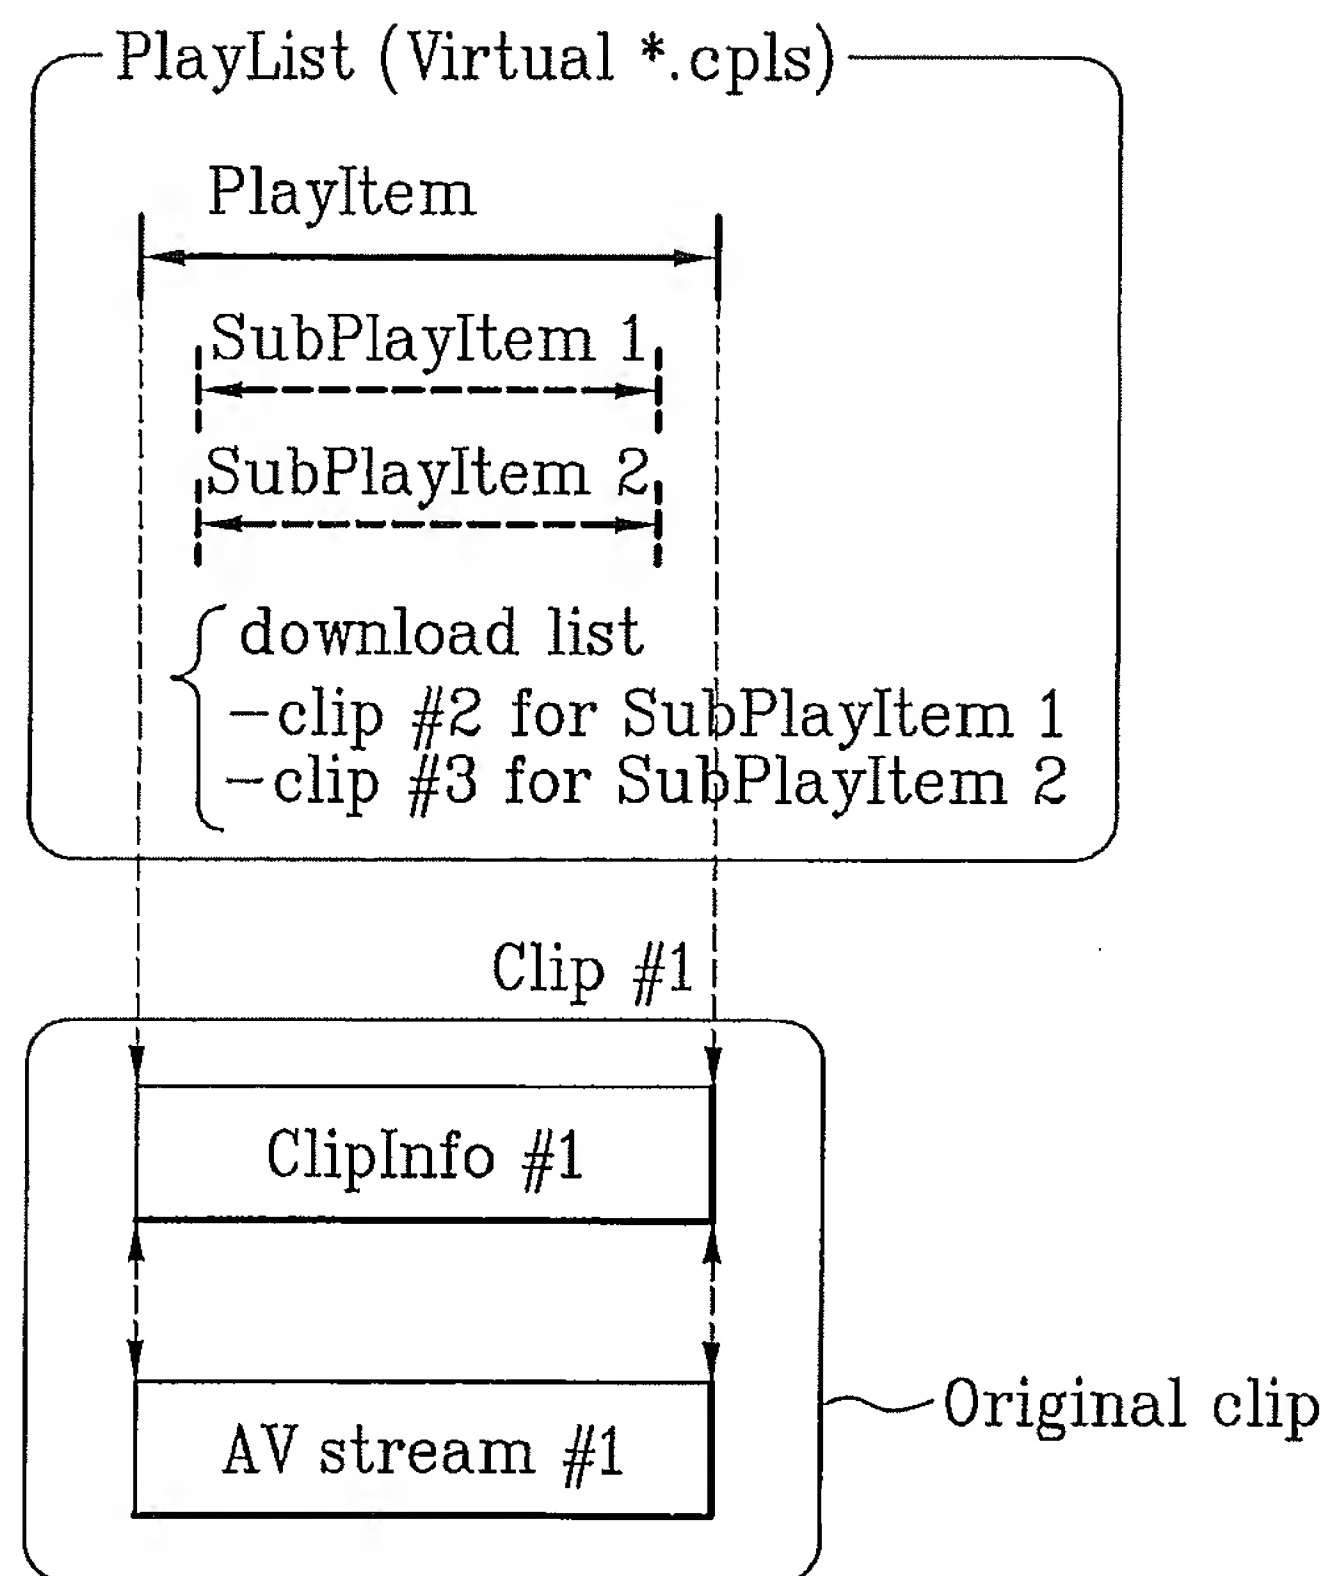 PlayList (Virtual *.cpls)
PlayItem
SubPlayItem 1
SubPlayItem 2
download list
-clip #2 for SubPlayItem 1
-clip #3 for SubPlayItem 2
Clip #1
ClipInfo #1
AV stream #1
Original clip